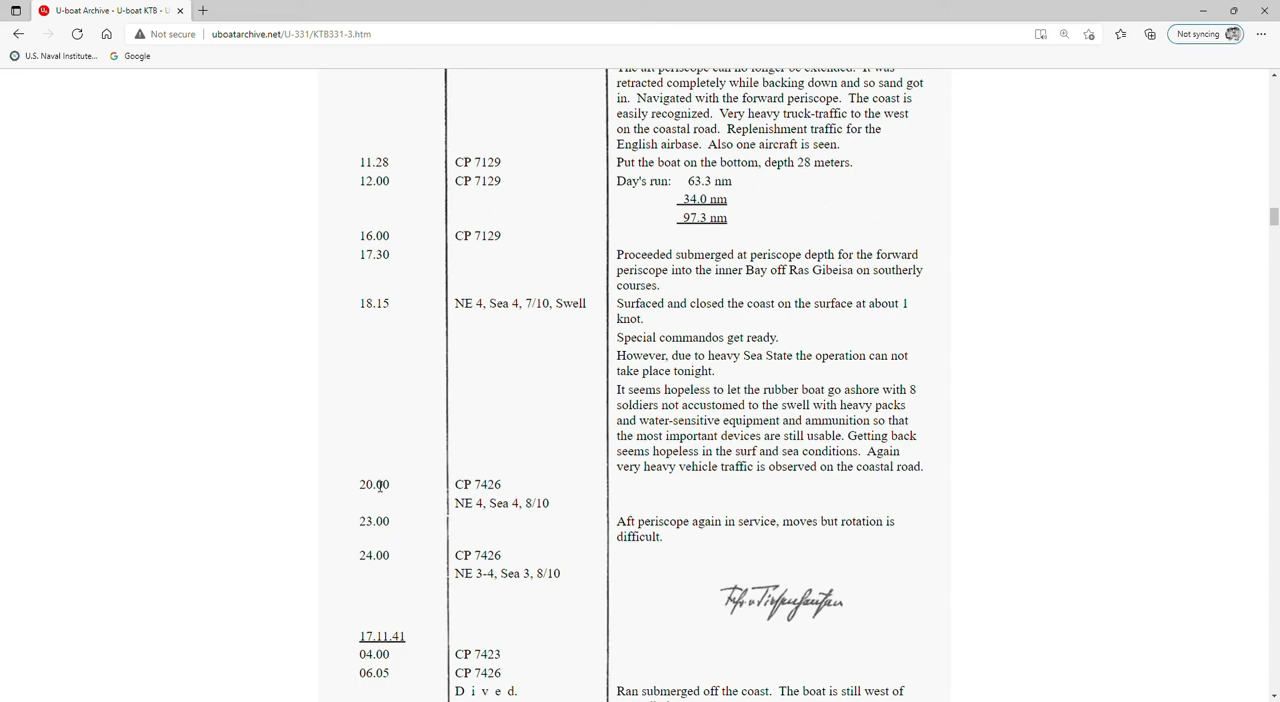 U-boat Archive - U-boat KTB - U-
Not secure uboatarchive.net/U-331/KTB331-3.htm Not syncing
U.S. Naval Institute... Google
The aft periscope can no longer be extended. It was
retracted completely while backing down and so sand got
in. Navigated with the forward periscope. The coast is
easily recognized. Very heavy truck-traffic to the west
on the coastal road. Replenishment traffic for the
English airbase. Also one aircraft is seen.
11.28 CP 7129 Put the boat on the bottom, depth 28 meters.
12.00 CP 7129 Day's run: 63.3 nm
34.0 nm
97.3 nm
16.00 CP 7129
17.30 Proceeded submerged at periscope depth for the forward
periscope into the inner Bay off Ras Gibeisa on southerly
courses.
18.15 NE 4, Sea 4, 7/10, Swell Surfaced and closed the coast on the surface at about 1
knot.
Special commandos get ready.
However, due to heavy Sea State the operation can not
take place tonight.
It seems hopeless to let the rubber boat go ashore with 8
soldiers not accustomed to the swell with heavy packs
and water-sensitive equipment and ammunition so that
the most important devices are still usable. Getting back
seems hopeless in the surf and sea conditions. Again
very heavy vehicle traffic is observed on the coastal road.
20.00 CP 7426
NE 4, Sea 4, 8/10
23.00 Aft periscope again in service, moves but rotation is
difficult.
24.00 CP 7426
NE 3-4, Sea 3, 8/10
17.11.41
04.00 CP 7423
06.05 CP 7426
D i v e d. Ran submerged off the coast. The boat is still west of